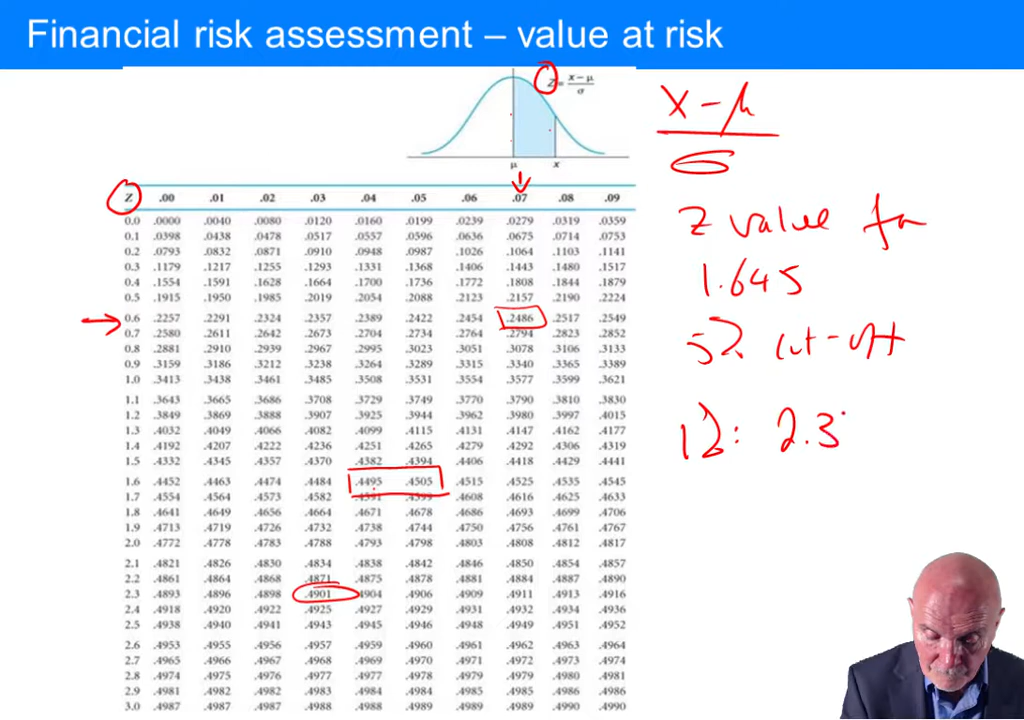 Financial risk assessment – value at risk
Z = x – μ
σ
μ x
x – μ
σ
Z value for
1.645
5% cut-off
1%: 2.3
Z .00 .01 .02 .03 .04 .05 .06 .07 .08 .09
0.0 .0000 .0040 .0080 .0120 .0160 .0199 .0239 .0279 .0319 .0359
0.1 .0398 .0438 .0478 .0517 .0557 .0596 .0636 .0675 .0714 .0753
0.2 .0793 .0832 .0871 .0910 .0948 .0987 .1026 .1064 .1103 .1141
0.3 .1179 .1217 .1255 .1293 .1331 .1368 .1406 .1443 .1480 .1517
0.4 .1554 .1591 .1628 .1664 .1700 .1736 .1772 .1808 .1844 .1879
0.5 .1915 .1950 .1985 .2019 .2054 .2088 .2123 .2157 .2190 .2224
0.6 .2257 .2291 .2324 .2357 .2389 .2422 .2454 .2486 .2517 .2549
0.7 .2580 .2611 .2642 .2673 .2704 .2734 .2764 .2794 .2823 .2852
0.8 .2881 .2910 .2939 .2967 .2995 .3023 .3051 .3078 .3106 .3133
0.9 .3159 .3186 .3212 .3238 .3264 .3289 .3315 .3340 .3365 .3389
1.0 .3413 .3438 .3461 .3485 .3508 .3531 .3554 .3577 .3599 .3621
1.1 .3643 .3665 .3686 .3708 .3729 .3749 .3770 .3790 .3810 .3830
1.2 .3849 .3869 .3888 .3907 .3925 .3944 .3962 .3980 .3997 .4015
1.3 .4032 .4049 .4066 .4082 .4099 .4115 .4131 .4147 .4162 .4177
1.4 .4192 .4207 .4222 .4236 .4251 .4265 .4279 .4292 .4306 .4319
1.5 .4332 .4345 .4357 .4370 .4382 .4394 .4406 .4418 .4429 .4441
1.6 .4452 .4463 .4474 .4484 .4495 .4505 .4515 .4525 .4535 .4545
1.7 .4554 .4564 .4573 .4582 .4591 .4599 .4608 .4616 .4625 .4633
1.8 .4641 .4649 .4656 .4664 .4671 .4678 .4686 .4693 .4699 .4706
1.9 .4713 .4719 .4726 .4732 .4738 .4744 .4750 .4756 .4761 .4767
2.0 .4772 .4778 .4783 .4788 .4793 .4798 .4803 .4808 .4812 .4817
2.1 .4821 .4826 .4830 .4834 .4838 .4842 .4846 .4850 .4854 .4857
2.2 .4861 .4864 .4868 .4871 .4875 .4878 .4881 .4884 .4887 .4890
2.3 .4893 .4896 .4898 .4901 .4904 .4906 .4909 .4911 .4913 .4916
2.4 .4918 .4920 .4922 .4925 .4927 .4929 .4931 .4932 .4934 .4936
2.5 .4938 .4940 .4941 .4943 .4945 .4946 .4948 .4949 .4951 .4952
2.6 .4953 .4955 .4956 .4957 .4959 .4960 .4961 .4962 .4963 .4964
2.7 .4965 .4966 .4967 .4968 .4969 .4970 .4971 .4972 .4973 .4974
2.8 .4974 .4975 .4976 .4977 .4977 .4978 .4979 .4979 .4980 .4981
2.9 .4981 .4982 .4982 .4983 .4984 .4984 .4985 .4985 .4986 .4986
3.0 .4987 .4987 .4987 .4988 .4988 .4989 .4989 .4989 .4990 .4990